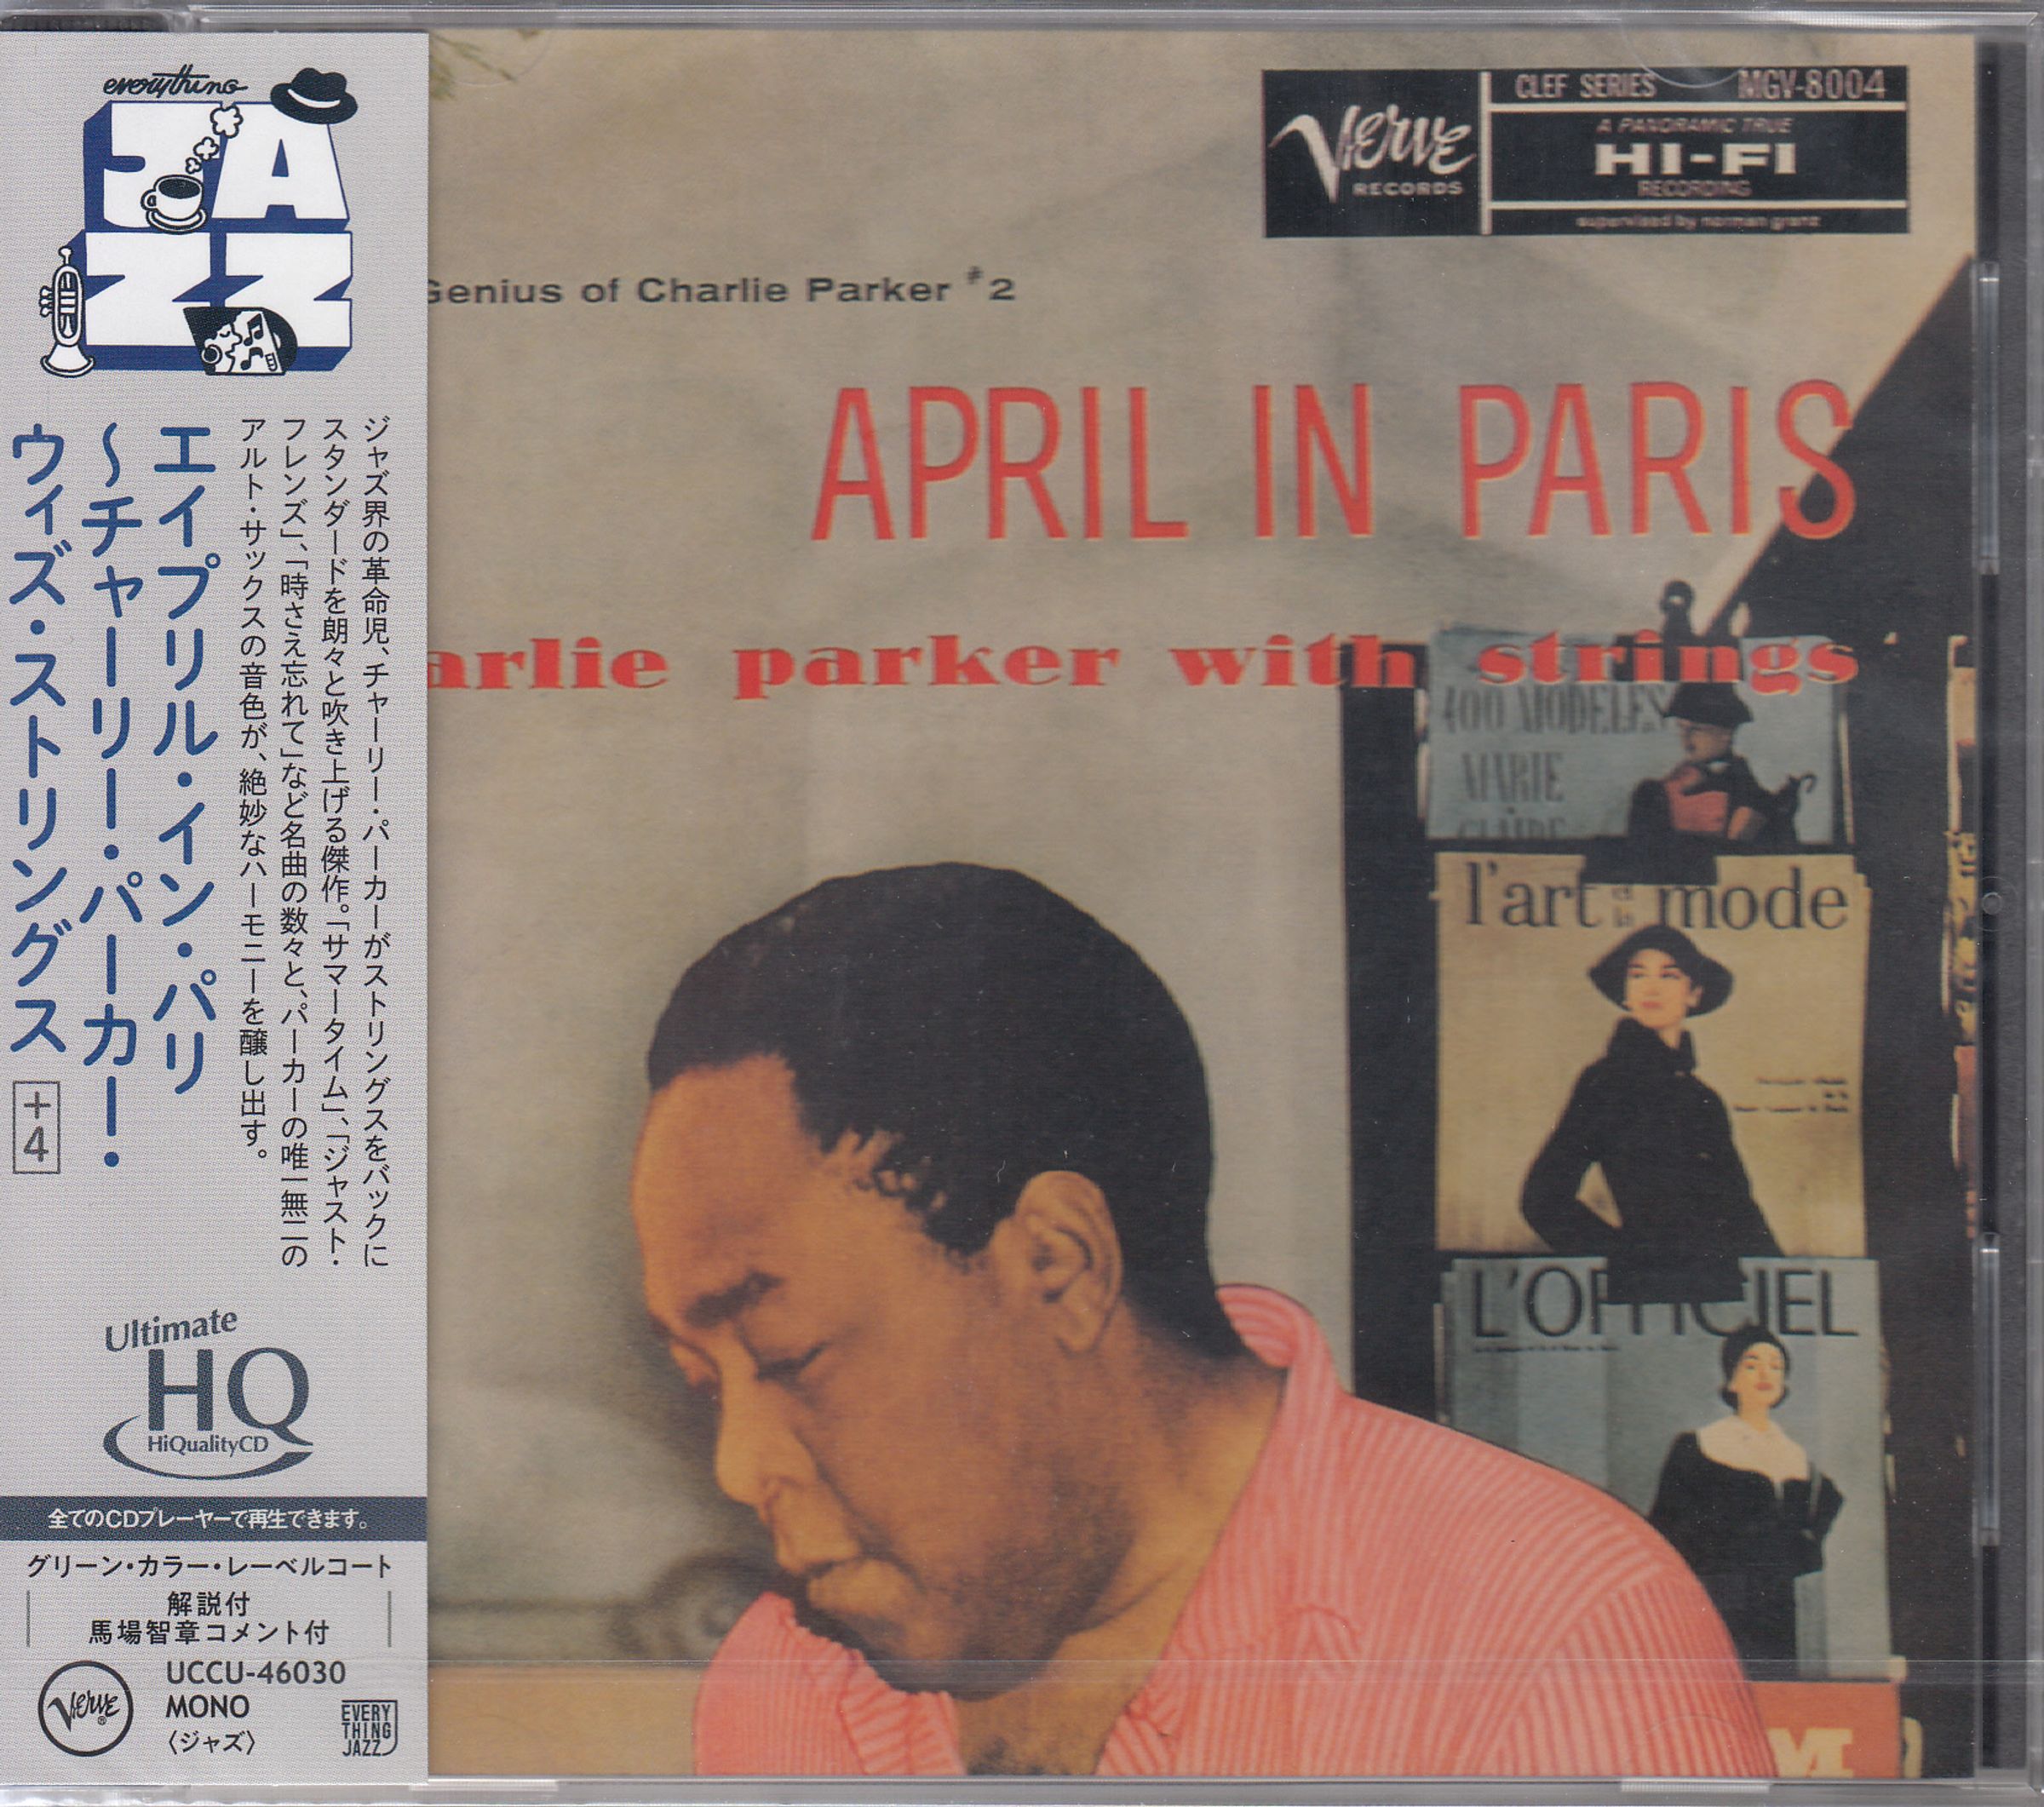 everything
JAZZ
エイプリル・イン・パリ
～チャーリー・パーカー・
ウィズ・ストリングス +4
ジャズ界の革命児、チャーリー・パーカーがストリングスをバックに
スタンダードを朗々と吹き上げる傑作。「サマータイム」、「ジャスト・
フレンズ」、「時さえ忘れて」など名曲の数々と、パーカーの唯一無二の
アルト・サックスの音色が、絶妙なハーモニーを醸し出す。
Ultimate
HQ
HiQualityCD
全てのCDプレーヤーで再生できます。
グリーン・カラー・レーベルコート
解説付
馬場智章コメント付
Verve
UCCU-46030
MONO
〈ジャズ〉
EVERY
THING
JAZZ
Verve
RECORDS
CLEF SERIES MGV-8004
A PANORAMIC TRUE
HI-FI
RECORDING
supervised by norman granz
Genius of Charlie Parker #2
APRIL IN PARIS
arlie parker with strings
400 MODELES
MARIE
CLAIRE
l'art et la mode
L'OFFICIEL